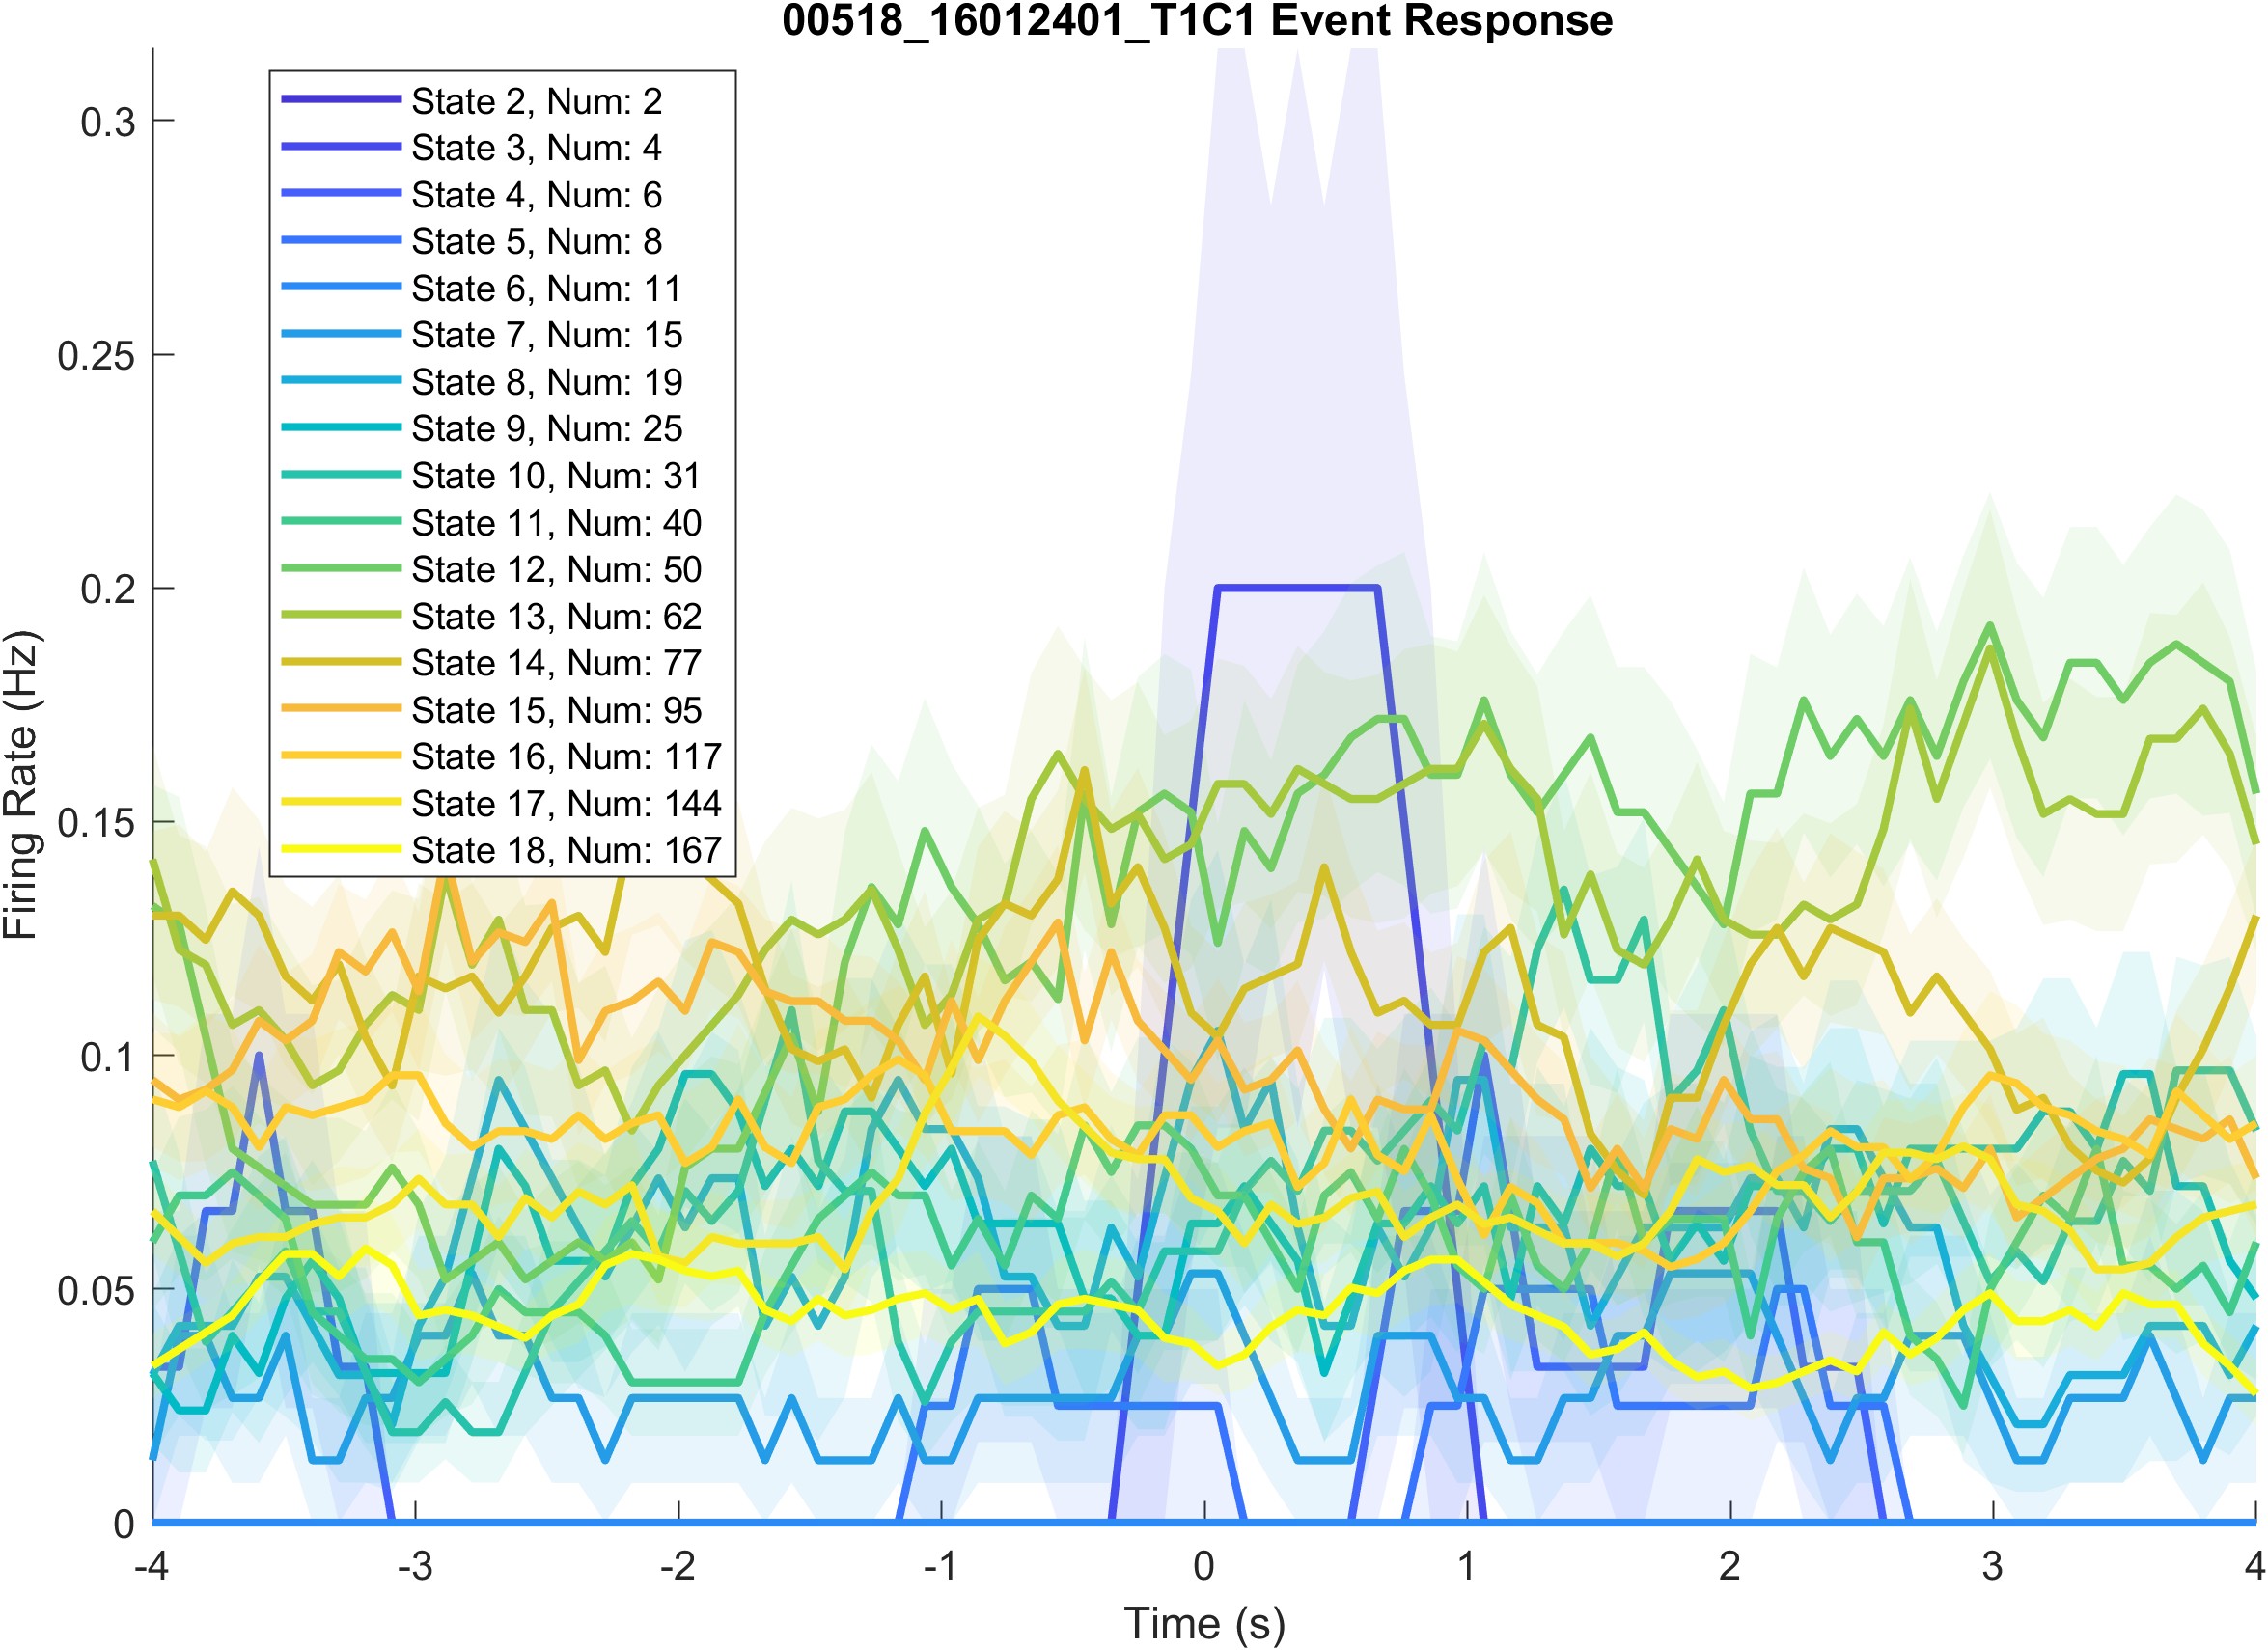 00518_16012401_T1C1 Event Response
State 2, Num: 2
State 3, Num: 4
State 4, Num: 6
State 5, Num: 8
State 6, Num: 11
State 7, Num: 15
State 8, Num: 19
State 9, Num: 25
State 10, Num: 31
State 11, Num: 40
State 12, Num: 50
State 13, Num: 62
State 14, Num: 77
State 15, Num: 95
State 16, Num: 117
State 17, Num: 144
State 18, Num: 167
Firing Rate (Hz)
0.3
0.25
0.2
0.15
0.1
0.05
0
-4 -3 -2 -1 0 1 2 3 4
Time (s)